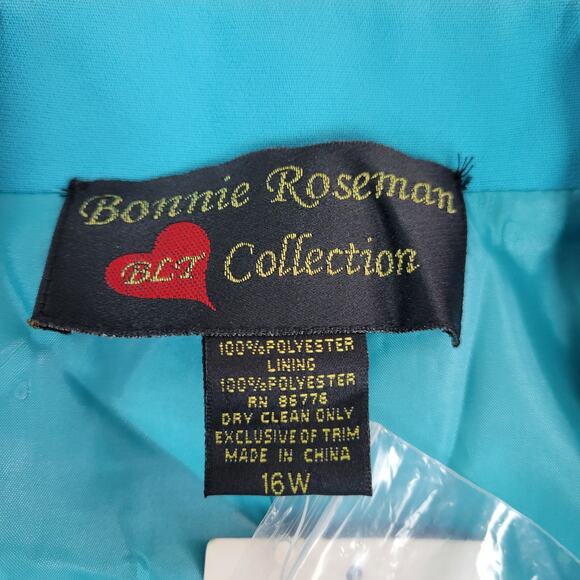 Bonnie Roseman
BLT Collection
100%POLYESTER
LINING
100%POLYESTER
RN 86776
DRY CLEAN ONLY
EXCLUSIVE OF TRIM
MADE IN CHINA
16W